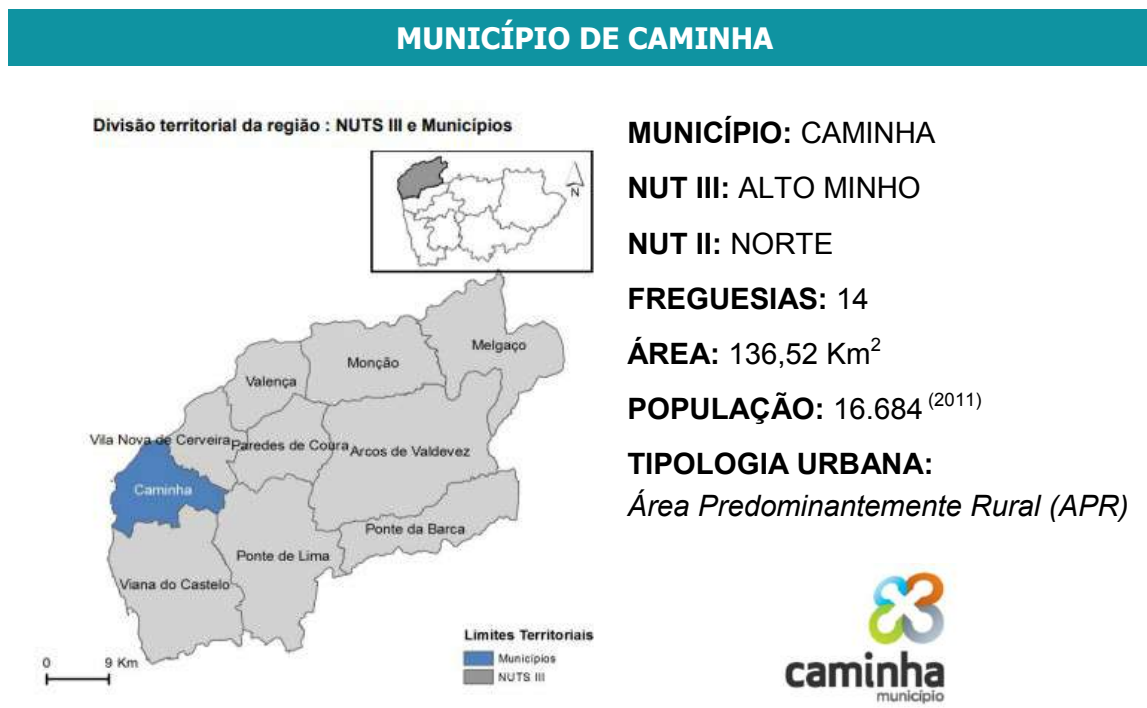 MUNICÍPIO DE CAMINHA
Divisão territorial da região : NUTS III e Municípios
N
Melgaço
Monção
Valença
Vila Nova de Cerveira
Paredes de Coura
Arcos de Valdevez
Caminha
Ponte da Barca
Ponte de Lima
Viana do Castelo
Limites Territoriais
Municípios
NUTS III
0 9 Km
MUNICÍPIO: CAMINHA
NUT III: ALTO MINHO
NUT II: NORTE
FREGUESIAS: 14
ÁREA: 136,52 Km²
POPULAÇÃO: 16.684 (2011)
TIPOLOGIA URBANA:
Área Predominantemente Rural (APR)
caminha
município